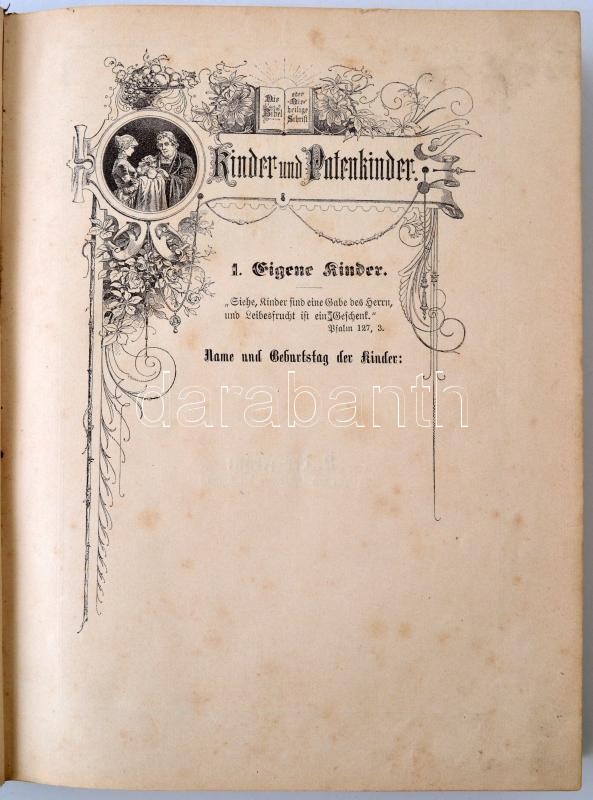 Die Bibel
oder die
heilige
Schrift
Kinder und Patenkinder.
1. Eigene Kinder.
„Siehe, Kinder sind eine Gabe des Herrn,
und Leibesfrucht ist ein Geschenk."
Psalm 127, 3.
Name und Geburtstag der Kinder:
darabanth